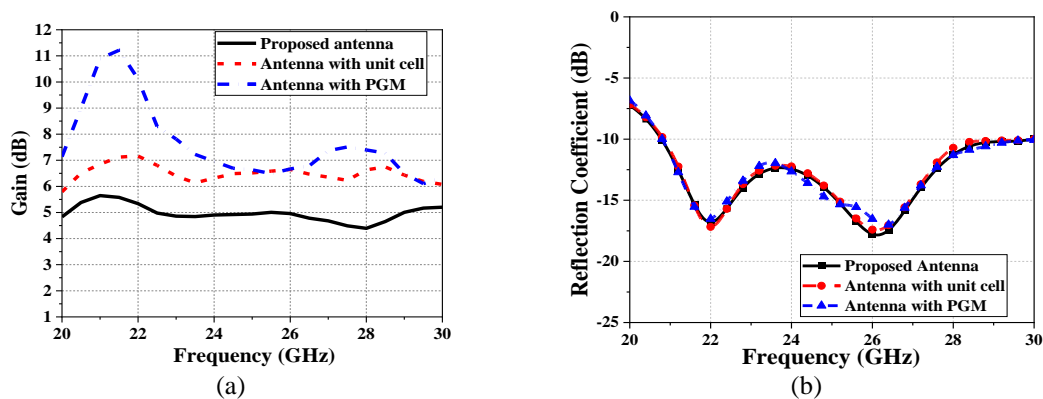 12
11
10
9
8
7
6
5
4
3
2
1
Gain (dB)
Proposed antenna
Antenna with unit cell
Antenna with PGM
20 22 24 26 28 30
Frequency (GHz)
(a)
0
-5
-10
-15
-20
-25
Reflection Coefficient (dB)
Proposed Antenna
Antenna with unit cell
Antenna with PGM
20 22 24 26 28 30
Frequency (GHz)
(b)